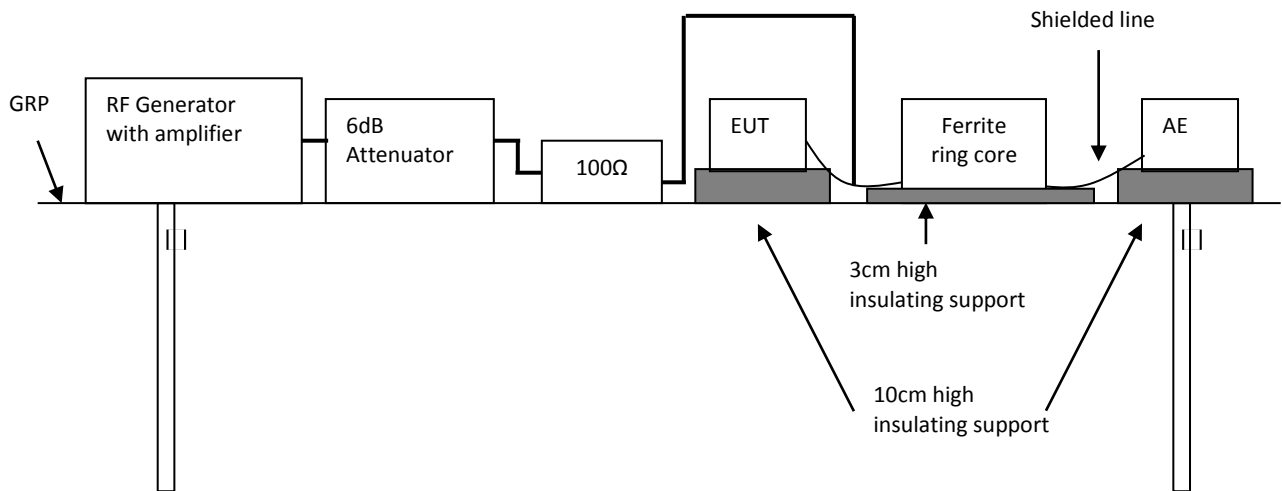 Shielded line
GRP
RF Generator
with amplifier
6dB
Attenuator
100Ω
EUT
Ferrite
ring core
AE
3cm high
insulating support
10cm high
insulating support